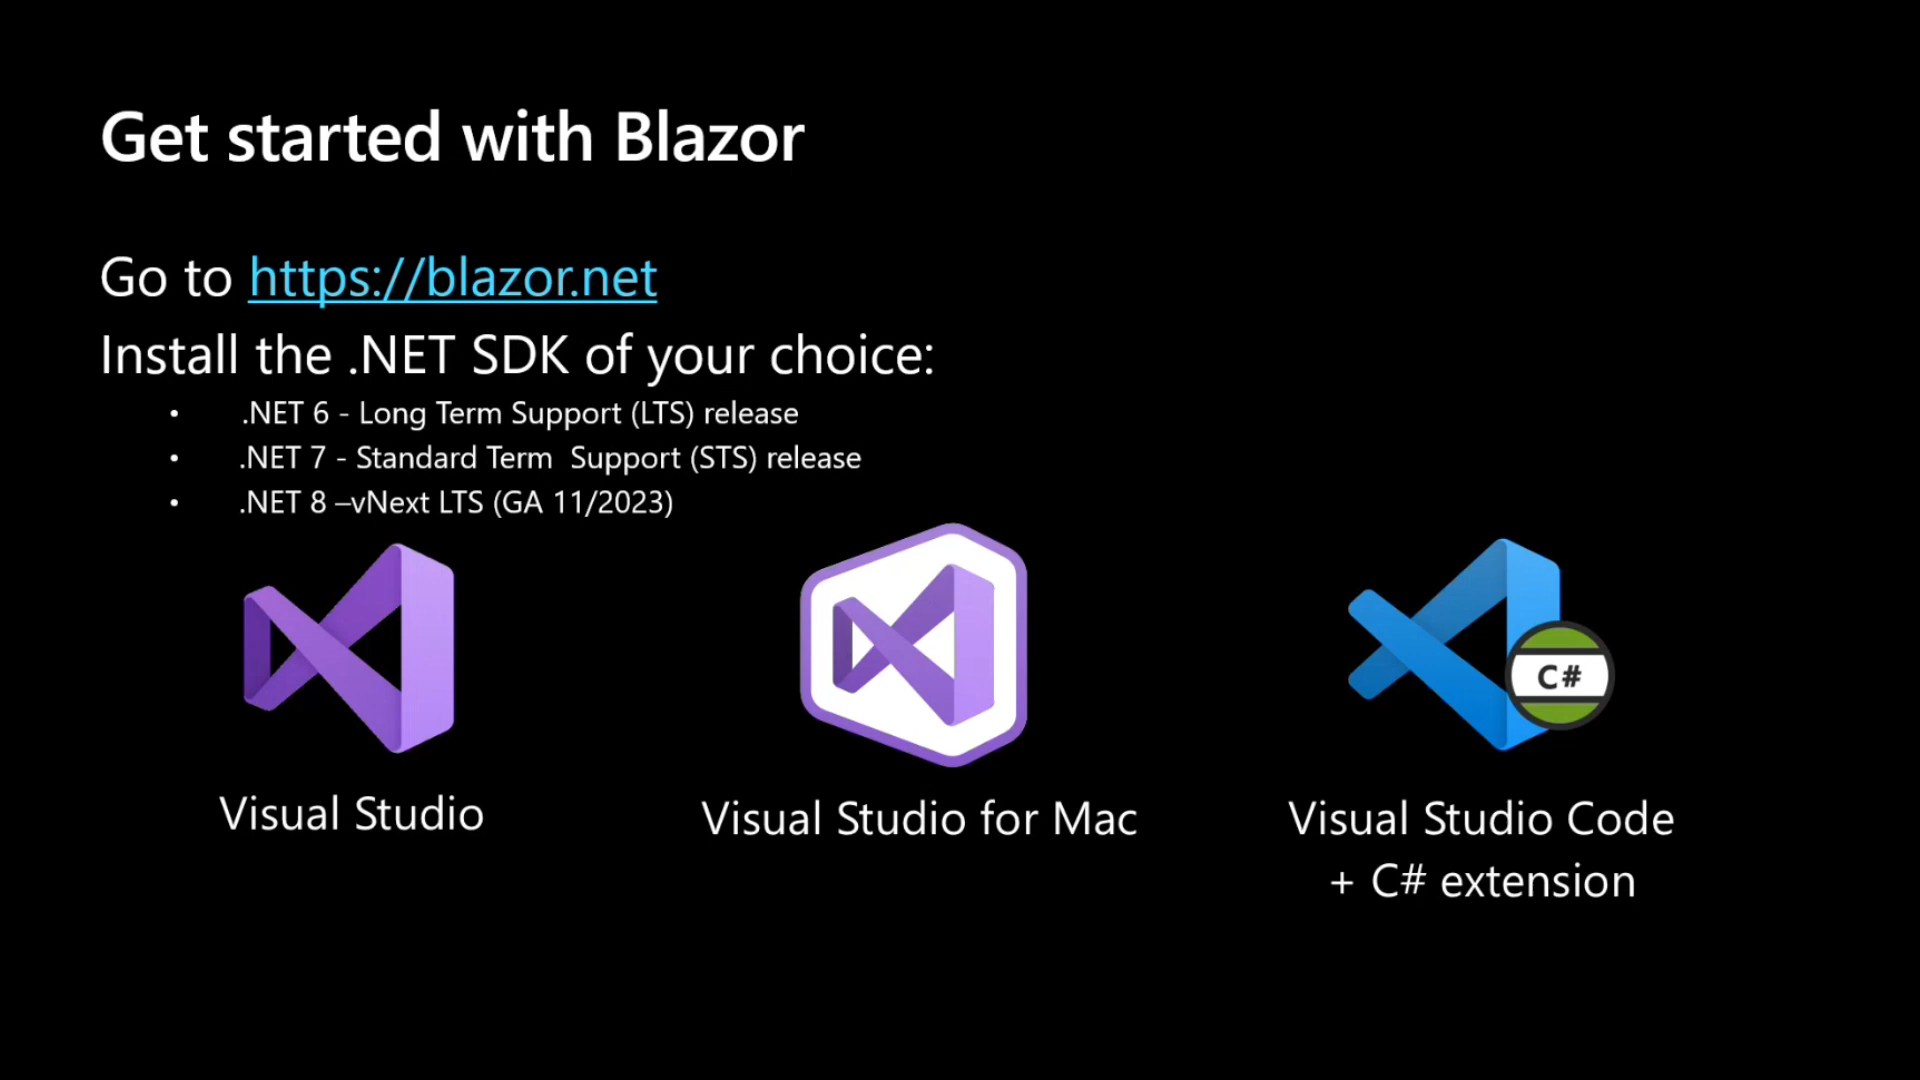 Get started with Blazor
Go to https://blazor.net
Install the .NET SDK of your choice:
• .NET 6 - Long Term Support (LTS) release
• .NET 7 - Standard Term  Support (STS) release
• .NET 8 –vNext LTS (GA 11/2023)
C#
Visual Studio
Visual Studio for Mac
Visual Studio Code
+ C# extension